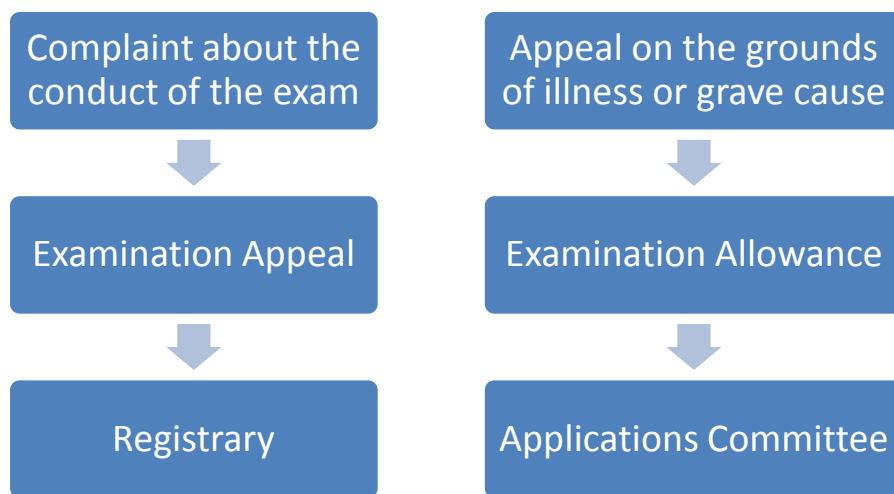 Complaint about the
conduct of the exam
Examination Appeal
Registrary
Appeal on the grounds
of illness or grave cause
Examination Allowance
Applications Committee